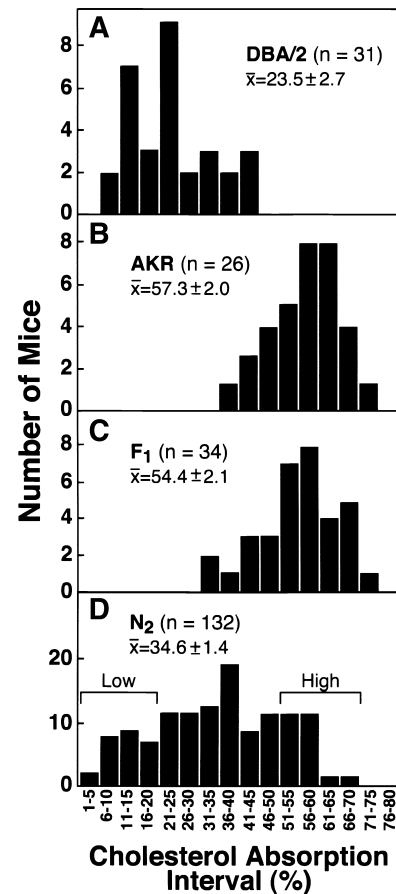 A
DBA/2 (n = 31)
x̄=23.5±2.7
8
6
4
2
0
B
AKR (n = 26)
x̄=57.3±2.0
8
6
4
2
0
C
F₁ (n = 34)
x̄=54.4±2.1
8
6
4
2
0
D
N₂ (n = 132)
x̄=34.6±1.4
20
10
0
Low
High
Number of Mice
1-5
6-10
11-15
16-20
21-25
26-30
31-35
36-40
41-45
46-50
51-55
56-60
61-65
66-70
71-75
76-80
Cholesterol Absorption
Interval (%)